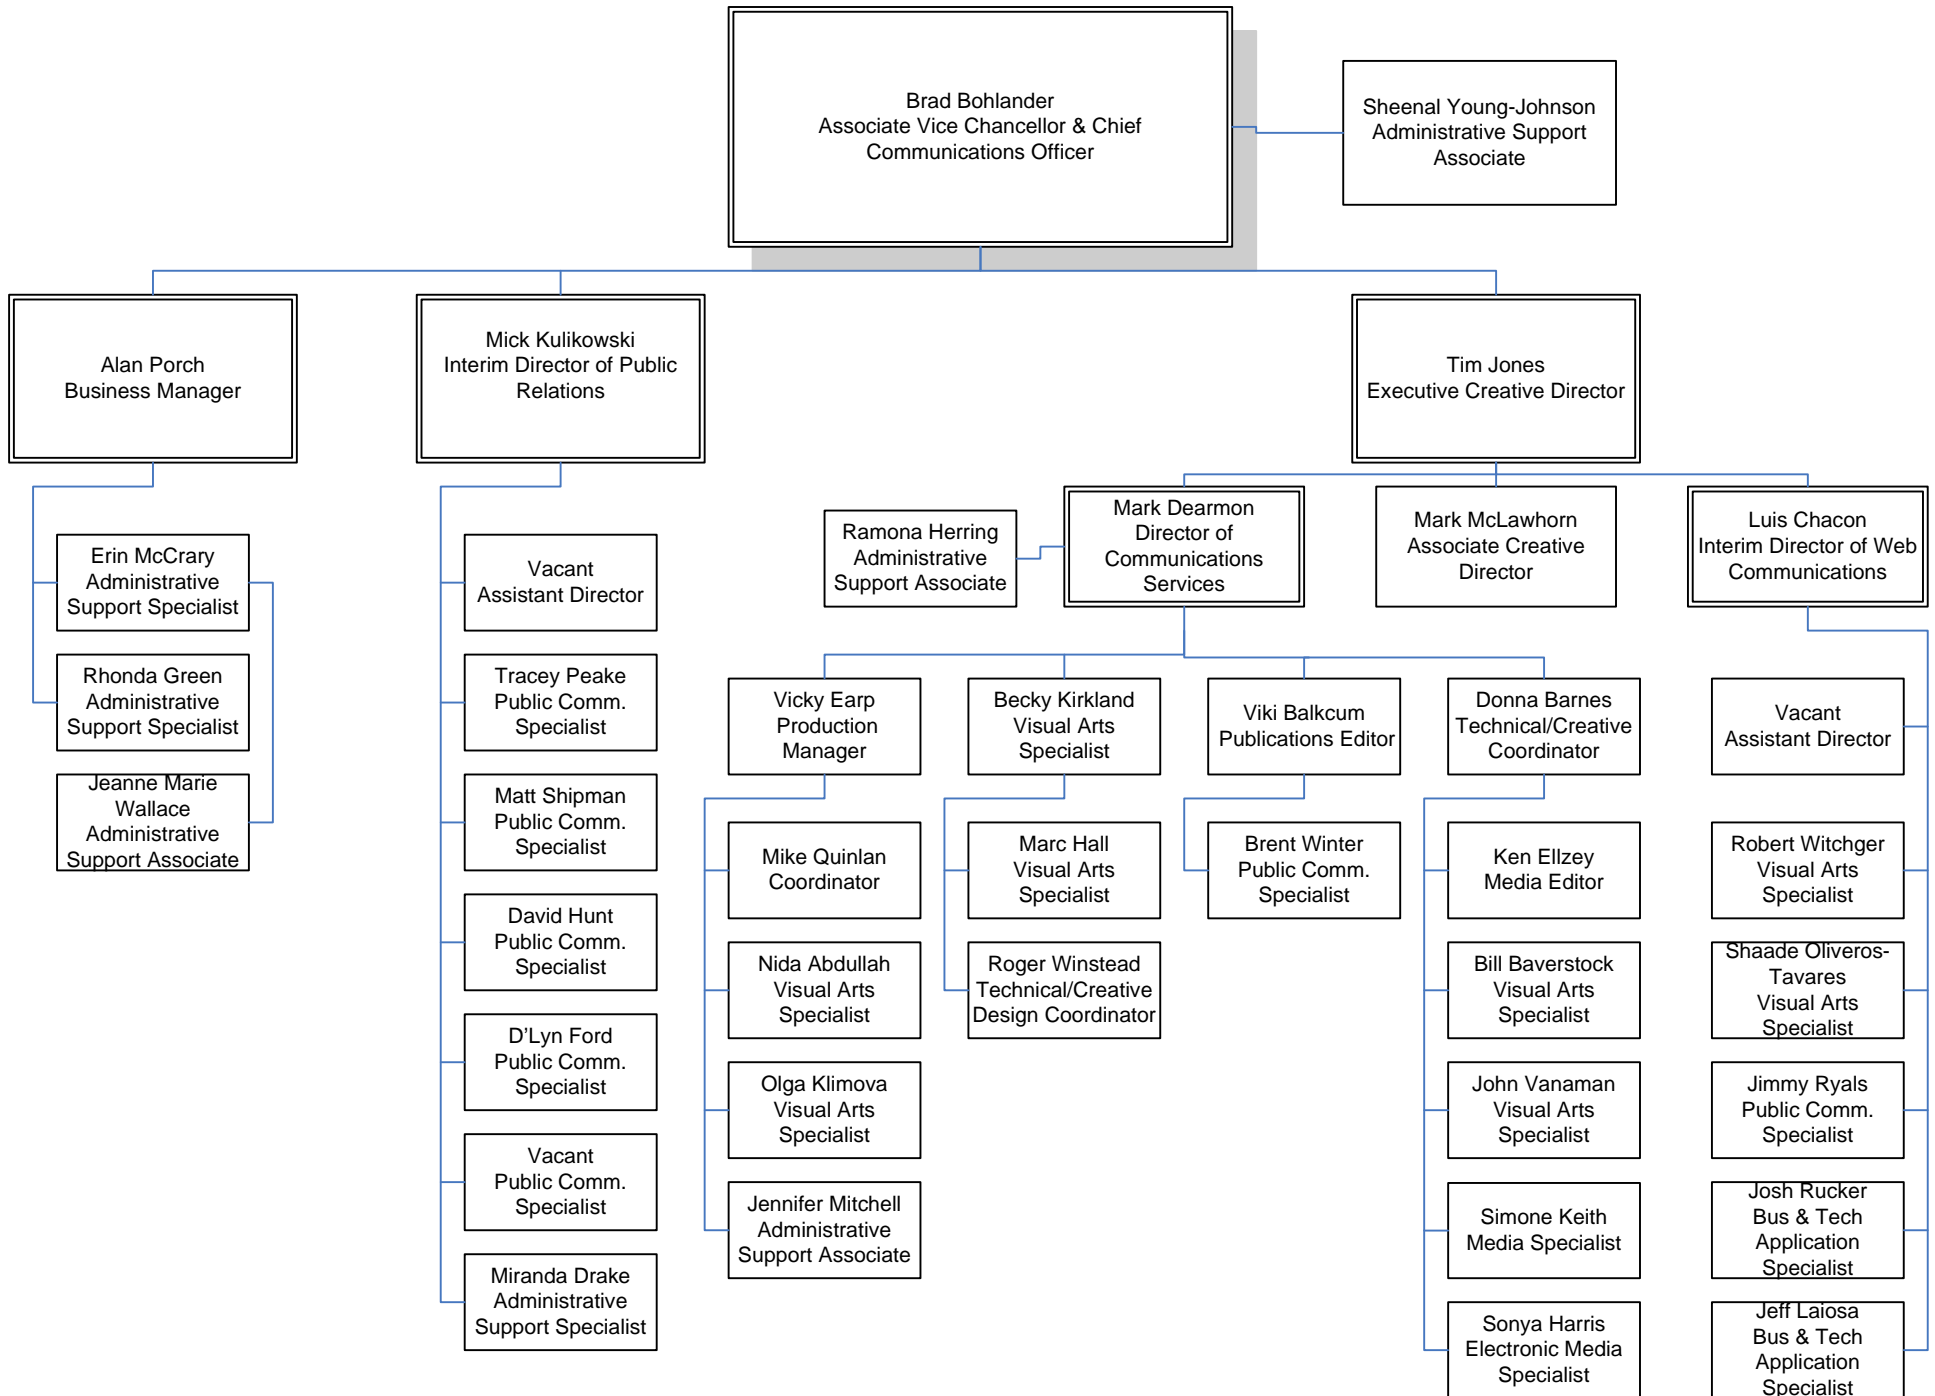 Brad Bohlander
Associate Vice Chancellor & Chief
Communications Officer
Sheenal Young-Johnson
Administrative Support
Associate
Alan Porch
Business Manager
Mick Kulikowski
Interim Director of Public
Relations
Tim Jones
Executive Creative Director
Erin McCrary
Administrative
Support Specialist
Rhonda Green
Administrative
Support Specialist
Jeanne Marie
Wallace
Administrative
Support Associate
Vacant
Assistant Director
Tracey Peake
Public Comm.
Specialist
Matt Shipman
Public Comm.
Specialist
David Hunt
Public Comm.
Specialist
D’Lyn Ford
Public Comm.
Specialist
Vacant
Public Comm.
Specialist
Miranda Drake
Administrative
Support Specialist
Ramona Herring
Administrative
Support Associate
Mark Dearmon
Director of
Communications
Services
Mark McLawhorn
Associate Creative
Director
Luis Chacon
Interim Director of Web
Communications
Vicky Earp
Production
Manager
Mike Quinlan
Coordinator
Nida Abdullah
Visual Arts
Specialist
Olga Klimova
Visual Arts
Specialist
Jennifer Mitchell
Administrative
Support Associate
Becky Kirkland
Visual Arts
Specialist
Marc Hall
Visual Arts
Specialist
Roger Winstead
Technical/Creative
Design Coordinator
Viki Balkcum
Publications Editor
Brent Winter
Public Comm.
Specialist
Donna Barnes
Technical/Creative
Coordinator
Ken Ellzey
Media Editor
Bill Baverstock
Visual Arts
Specialist
John Vanaman
Visual Arts
Specialist
Simone Keith
Media Specialist
Sonya Harris
Electronic Media
Specialist
Vacant
Assistant Director
Robert Witchger
Visual Arts
Specialist
Shaade Oliveros-
Tavares
Visual Arts
Specialist
Jimmy Ryals
Public Comm.
Specialist
Josh Rucker
Bus & Tech
Application
Specialist
Jeff Laiosa
Bus & Tech
Application
Specialist